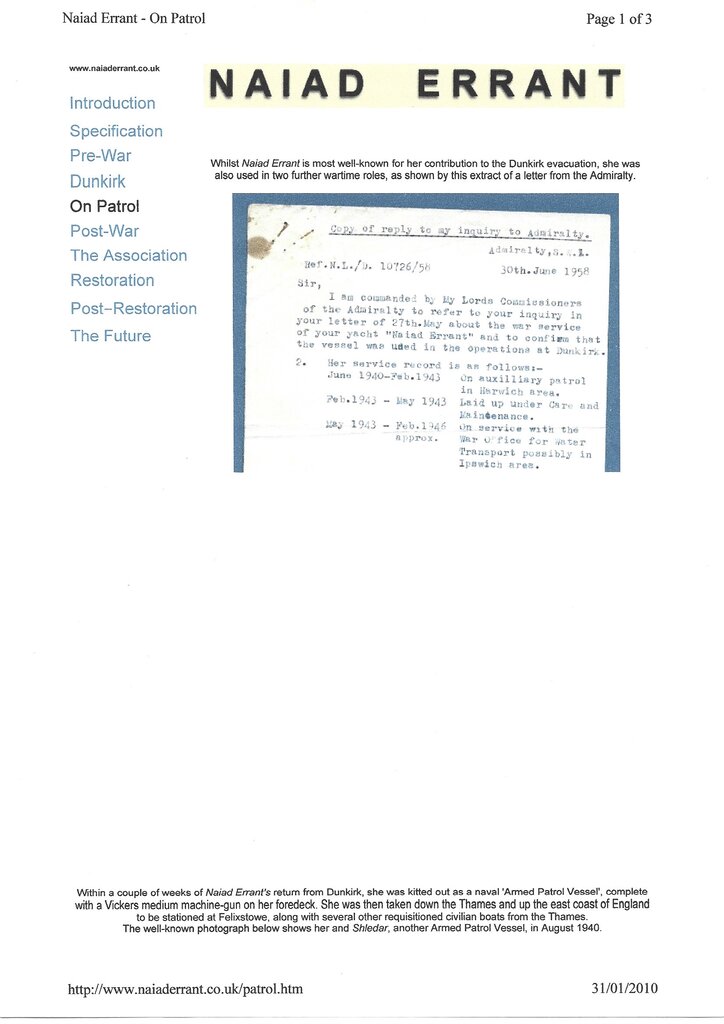 Naiad Errant - On Patrol
Page 1 of 3
www.naiaderrant.co.uk
NAIAD ERRANT
Introduction
Specification
Pre-War
Dunkirk
On Patrol
Post-War
The Association
Restoration
Post-Restoration
The Future
Whilst Naiad Errant is most well-known for her contribution to the Dunkirk evacuation, she was
also used in two further wartime roles, as shown by this extract of a letter from the Admiralty.
Copy of reply to my inquiry to Admiralty.
Admiralty, S.W.1.
Ref.N.L./D. 10726/58
30th.June 1958
Sir,
I am commanded by My Lords Commissioners
of the Admiralty to refer to your inquiry in
your letter of 27th.May about the war service
of your yacht "Naiad Errant" and to confirm that
the vessel was used in the operations at Dunkirk.
2. Her service record is as follows:-
June 1940-Feb.1943 On auxilliary patrol
in Harwich area.
Feb.1943 - May 1943 Laid up under Care and
Maintenance.
May 1943 - Feb.1946 On service with the
approx. War Office for Water
Transport possibly in
Ipswich area.
Within a couple of weeks of Naiad Errant's return from Dunkirk, she was kitted out as a naval 'Armed Patrol Vessel', complete
with a Vickers medium machine-gun on her foredeck. She was then taken down the Thames and up the east coast of England
to be stationed at Felixstowe, along with several other requisitioned civilian boats from the Thames.
The well-known photograph below shows her and Shledar, another Armed Patrol Vessel, in August 1940.
http://www.naiaderrant.co.uk/patrol.htm
31/01/2010